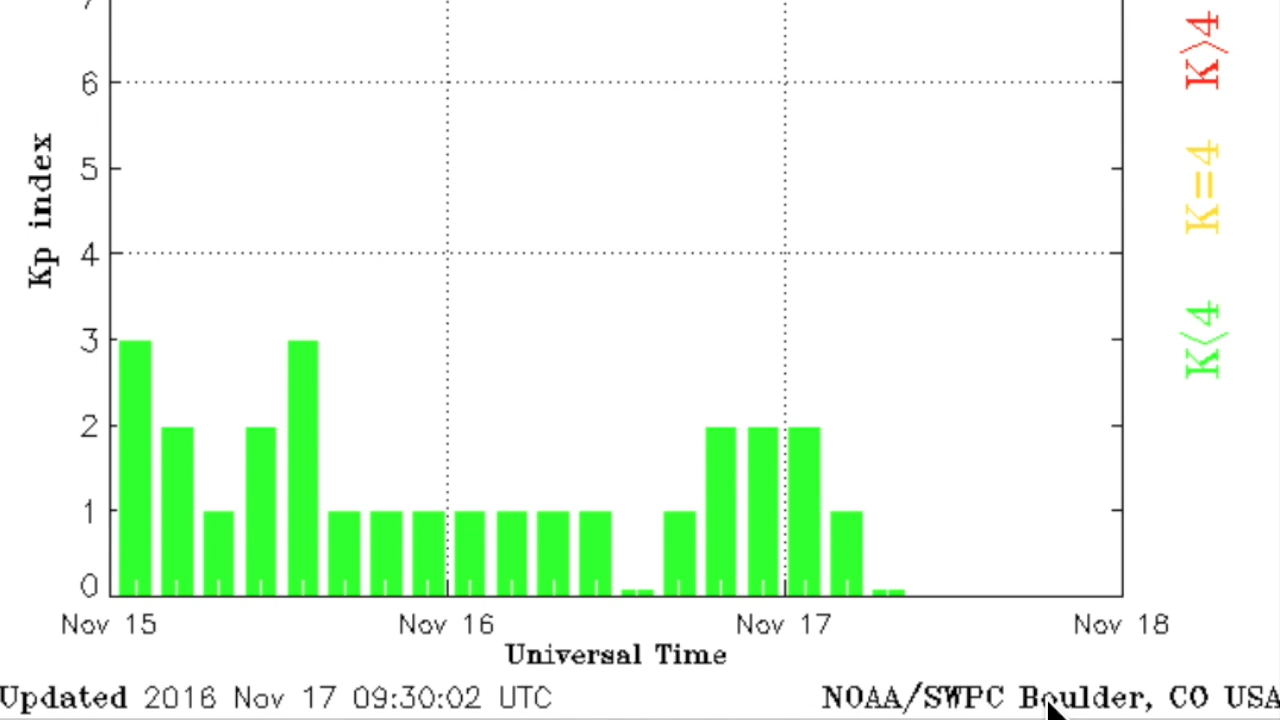 7
6
5
4
3
2
1
0
Kp index
Nov 15 Nov 16 Nov 17 Nov 18
Universal Time
Updated 2016 Nov 17 09:30:02 UTC
NOAA/SWPC Boulder, CO USA
K>4
K=4
K<4